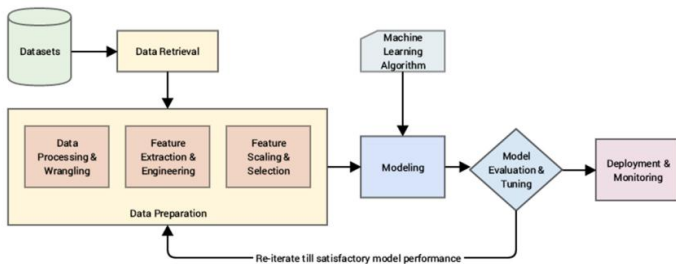 Datasets
Data Retrieval
Machine
Learning
Algorithm
Data
Processing &
Wrangling
Feature
Extraction &
Engineering
Feature
Scaling &
Selection
Data Preparation
Modeling
Model
Evaluation &
Tuning
Deployment &
Monitoring
Re-iterate till satisfactory model performance